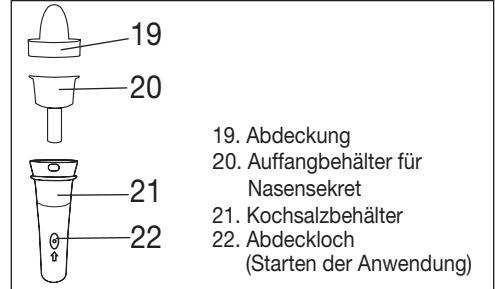 19
20
21
22
19. Abdeckung
20. Auffangbehälter für
Nasensekret
21. Kochsalzbehälter
22. Abdeckloch
(Starten der Anwendung)